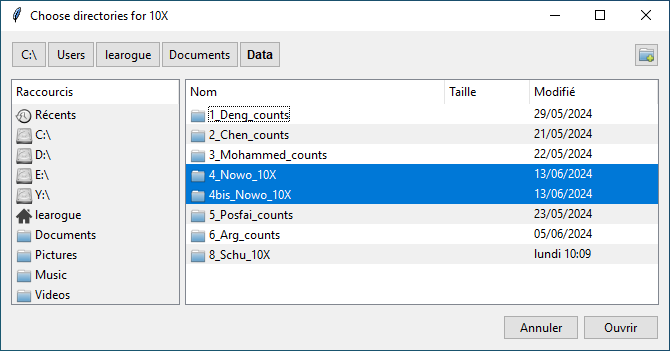 Choose directories for 10X
C:\ Users learogue Documents Data
Raccourcis
Récents
C:\
D:\
E:\
Y:\
learogue
Documents
Pictures
Music
Videos
Nom Taille Modifié
1_Deng_counts 29/05/2024
2_Chen_counts 21/05/2024
3_Mohammed_counts 22/05/2024
4_Nowo_10X 13/06/2024
4bis_Nowo_10X 13/06/2024
5_Posfai_counts 23/05/2024
6_Arg_counts 05/06/2024
8_Schu_10X lundi 10:09
Annuler Ouvrir